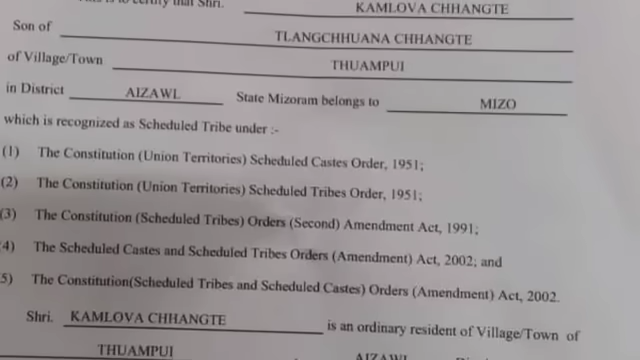 This is to certify that Shri. KAMLOVA CHHANGTE
Son of TLANGCHHUANA CHHANGTE
of Village/Town THUAMPUI
in District AIZAWL State Mizoram belongs to MIZO
which is recognized as Scheduled Tribe under :-
(1) The Constitution (Union Territories) Scheduled Castes Order, 1951;
(2) The Constitution (Union Territories) Scheduled Tribes Order, 1951;
(3) The Constitution (Scheduled Tribes) Orders (Second) Amendment Act, 1991;
4) The Scheduled Castes and Scheduled Tribes Orders (Amendment) Act, 2002; and
5) The Constitution(Scheduled Tribes and Scheduled Castes) Orders (Amendment) Act, 2002.
Shri. KAMLOVA CHHANGTE is an ordinary resident of Village/Town of
THUAMPUI AIZAWL